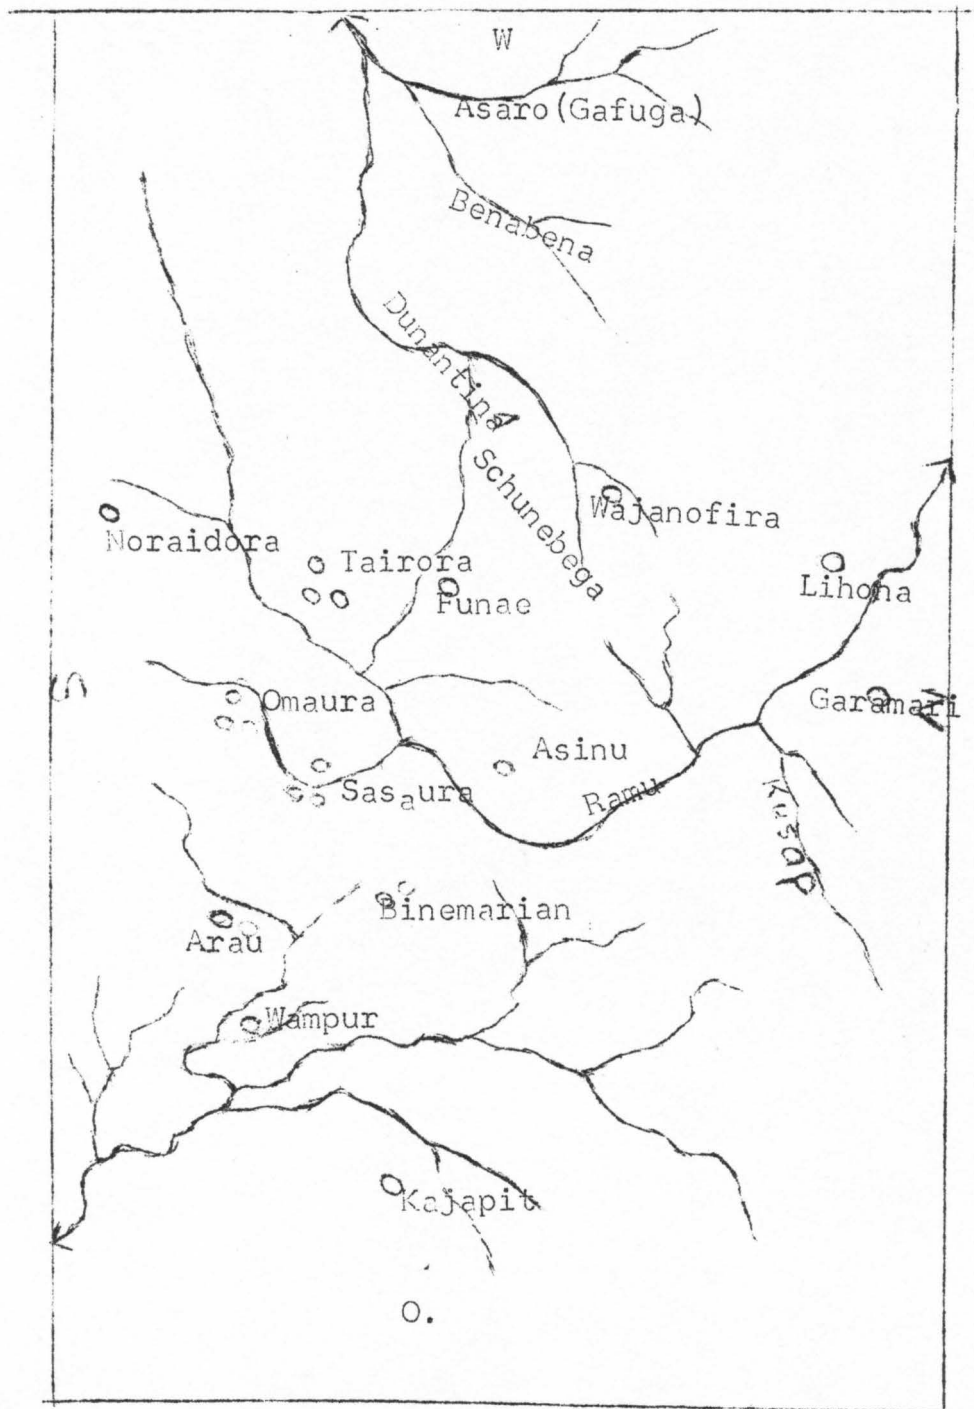 W
Asaro (Gafuga)
Benabena
Dunantina
Schunebega
Wajanofira
Noraidora
Tairora
Funae
Lihona
S
Omaura
Garamari
N
Asinu
Sasaura
Ramu
Kusap
Binemarian
Arau
Wampur
Kajapit
O.